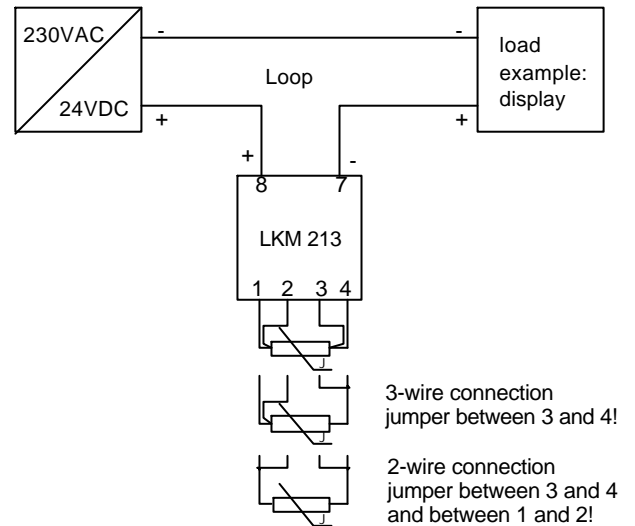 230VAC
24VDC
-
+
Loop
-
+
load
example:
display
+
-
8 7
LKM 213
1 2 3 4
J
J
3-wire connection
jumper between 3 and 4!
J
2-wire connection
jumper between 3 and 4
and between 1 and 2!